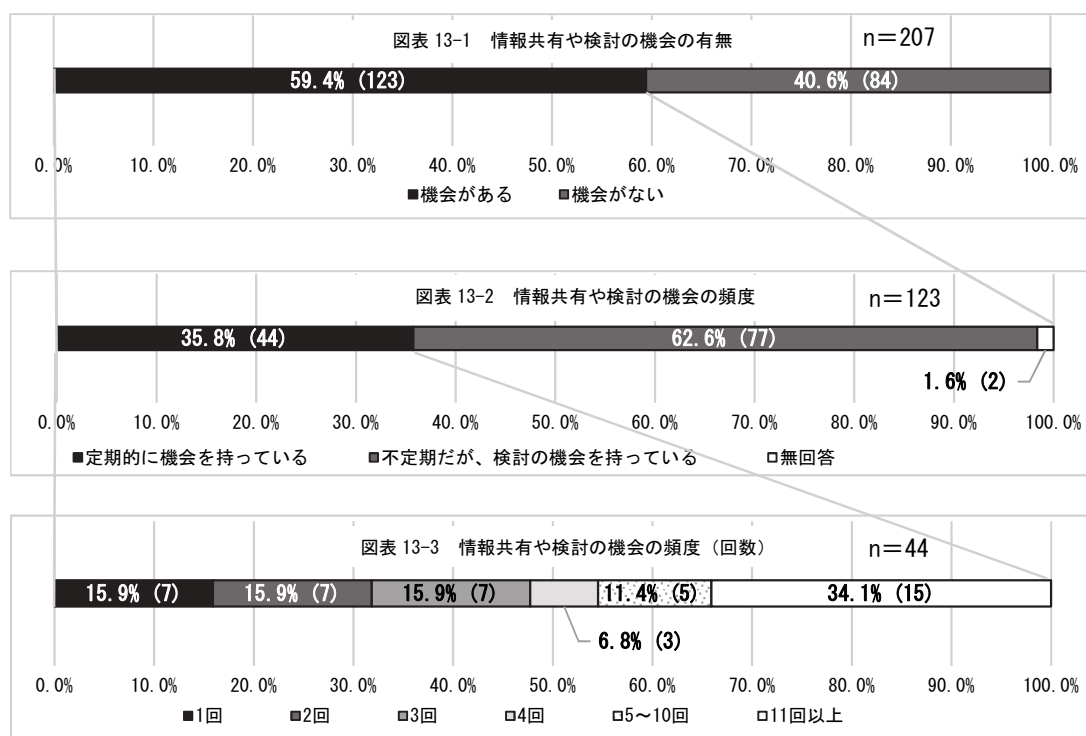 図表 13-1　情報共有や検討の機会の有無　n＝207
59.4% (123)　40.6% (84)
0.0%　10.0%　20.0%　30.0%　40.0%　50.0%　60.0%　70.0%　80.0%　90.0%　100.0%
■機会がある　■機会がない
図表 13-2　情報共有や検討の機会の頻度　n＝123
35.8% (44)　62.6% (77)
1.6% (2)
0.0%　10.0%　20.0%　30.0%　40.0%　50.0%　60.0%　70.0%　80.0%　90.0%　100.0%
■定期的に機会を持っている　■不定期だが、検討の機会を持っている　□無回答
図表 13-3　情報共有や検討の機会の頻度（回数）　n＝44
15.9% (7)　15.9% (7)　15.9% (7)　11.4% (5)　34.1% (15)
6.8% (3)
0.0%　10.0%　20.0%　30.0%　40.0%　50.0%　60.0%　70.0%　80.0%　90.0%　100.0%
■1回　■2回　■3回　□4回　□5～10回　□11回以上